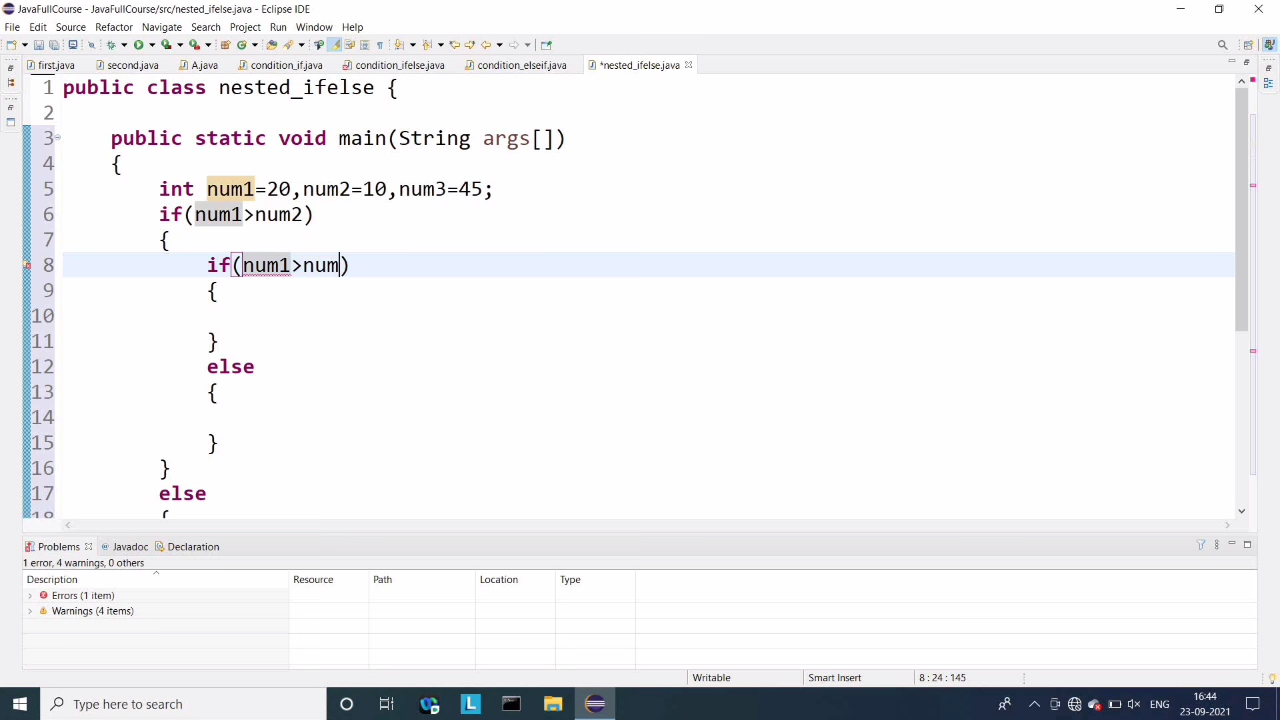 JavaFullCourse - JavaFullCourse/src/nested_ifelse.java - Eclipse IDE
File Edit Source Refactor Navigate Search Project Run Window Help
first.java second.java A.java condition_if.java condition_ifelse.java condition_elseif.java *nested_ifelse.java
1 public class nested_ifelse {
2
3 public static void main(String args[])
4 {
5 int num1=20,num2=10,num3=45;
6 if(num1>num2)
7 {
8 if(num1>num)
9 {
10
11 }
12 else
13 {
14
15 }
16 }
17 else
18 {
Problems Javadoc Declaration
1 error, 4 warnings, 0 others
Description Resource Path Location Type
Errors (1 item)
Warnings (4 items)
Writable Smart Insert 8 : 24 : 145
Type here to search L ENG 16:44
23-09-2021